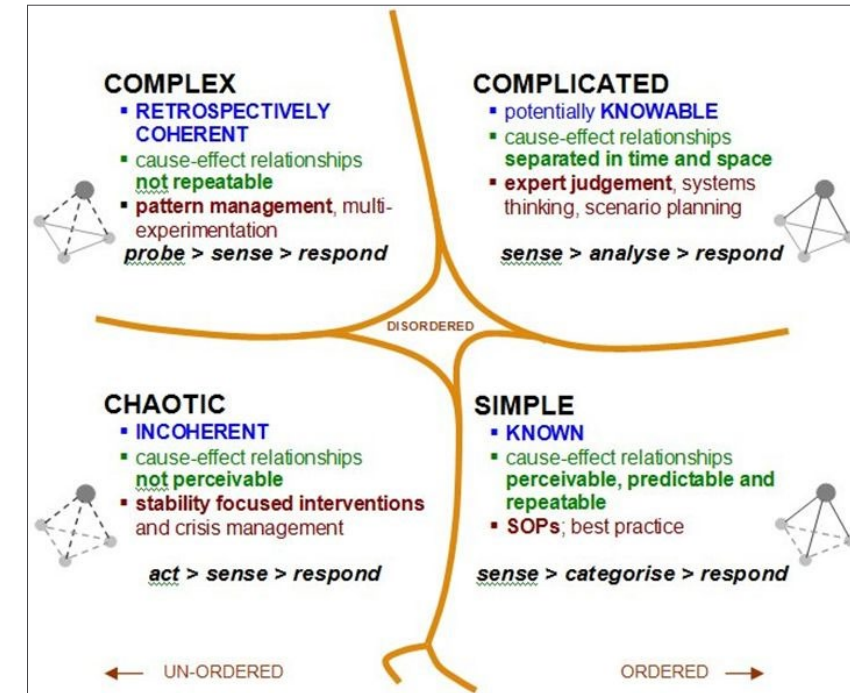 COMPLEX
RETROSPECTIVELY
COHERENT
cause-effect relationships
not repeatable
pattern management, multi-
experimentation
probe > sense > respond
COMPLICATED
potentially KNOWABLE
cause-effect relationships
separated in time and space
expert judgement, systems
thinking, scenario planning
sense > analyse > respond
DISORDERED
CHAOTIC
INCOHERENT
cause-effect relationships
not perceivable
stability focused interventions
and crisis management
act > sense > respond
SIMPLE
KNOWN
cause-effect relationships
perceivable, predictable and
repeatable
SOPs; best practice
sense > categorise > respond
UN-ORDERED
ORDERED